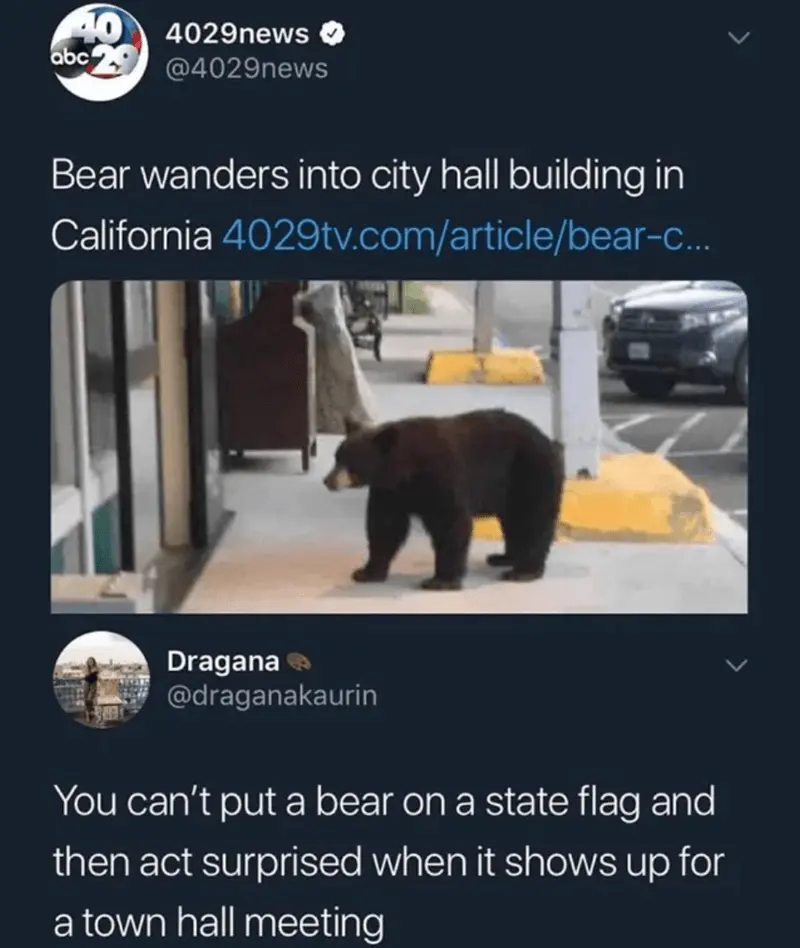 40
abc 29
4029news
@4029news
Bear wanders into city hall building in
California 4029tv.com/article/bear-c...
Dragana
@draganakaurin
You can't put a bear on a state flag and
then act surprised when it shows up for
a town hall meeting